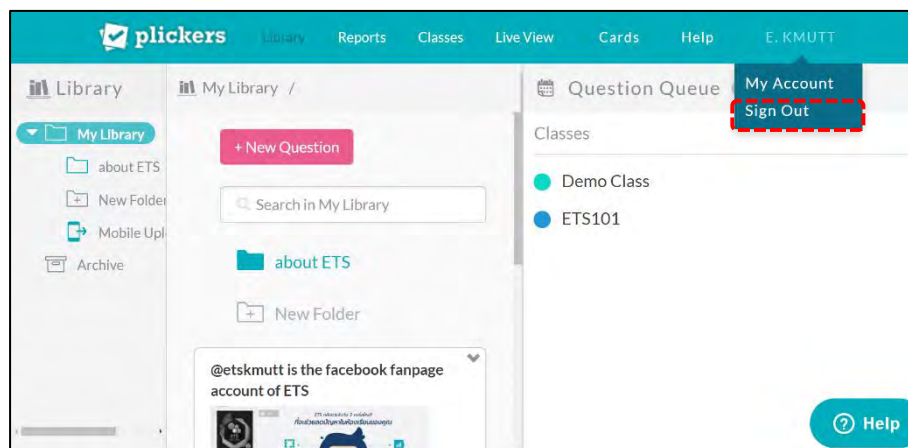 plickers Library Reports Classes Live View Cards Help E. KMUTT
My Account
Sign Out
Library
My Library
about ETS
New Folder
Mobile Upl
Archive
My Library /
+ New Question
Search in My Library
about ETS
New Folder
@etskmutt is the facebook fanpage
account of ETS
Question Queue
Classes
Demo Class
ETS101
Help